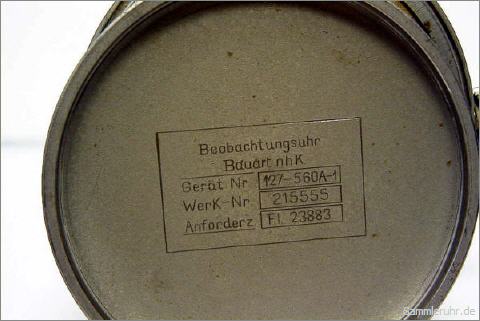 Beobachtungsuhr
Bauart nhK
Gerät Nr 127-560A-1
Werk-Nr. 215555
Anforderz Fl. 23883
Sammleruhr.de